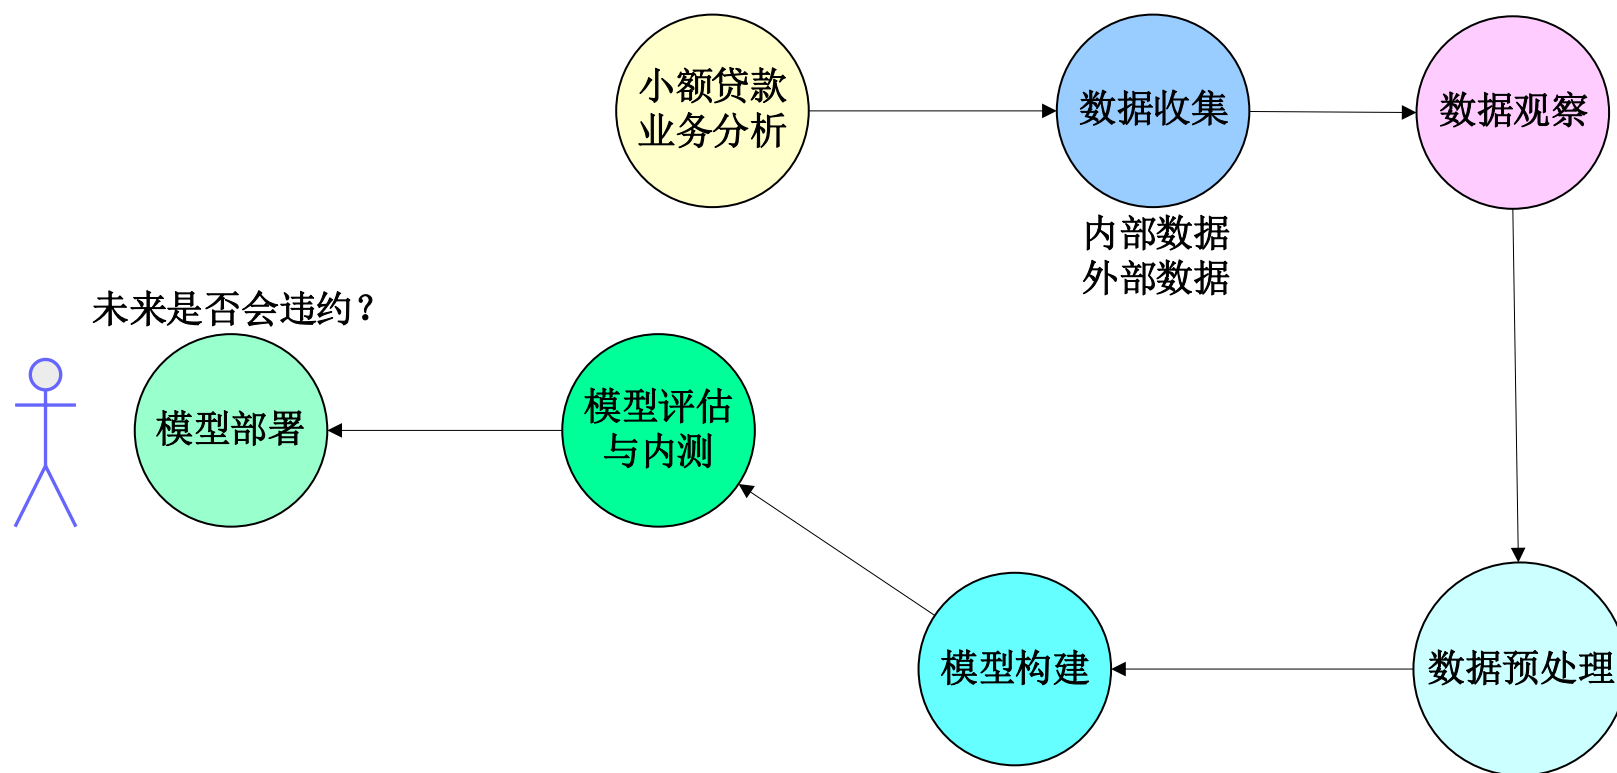 小额贷款
业务分析
数据收集
数据观察
内部数据
外部数据
未来是否会违约？
模型部署
模型评估
与内测
模型构建
数据预处理